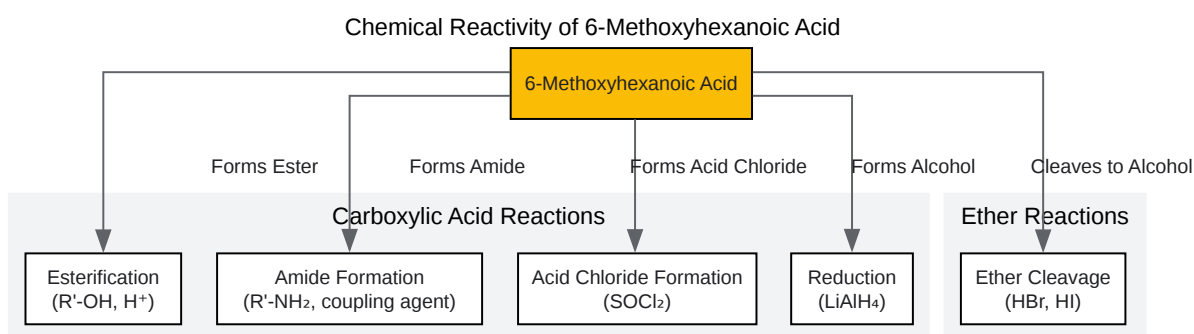 Chemical Reactivity of 6-Methoxyhexanoic Acid
6-Methoxyhexanoic Acid
Forms Ester
Forms Amide
Forms Acid Chloride
Forms Alcohol
Cleaves to Alcohol
Carboxylic Acid Reactions
Ether Reactions
Esterification
(R'-OH, H⁺)
Amide Formation
(R'-NH₂, coupling agent)
Acid Chloride Formation
(SOCl₂)
Reduction
(LiAlH₄)
Ether Cleavage
(HBr, HI)